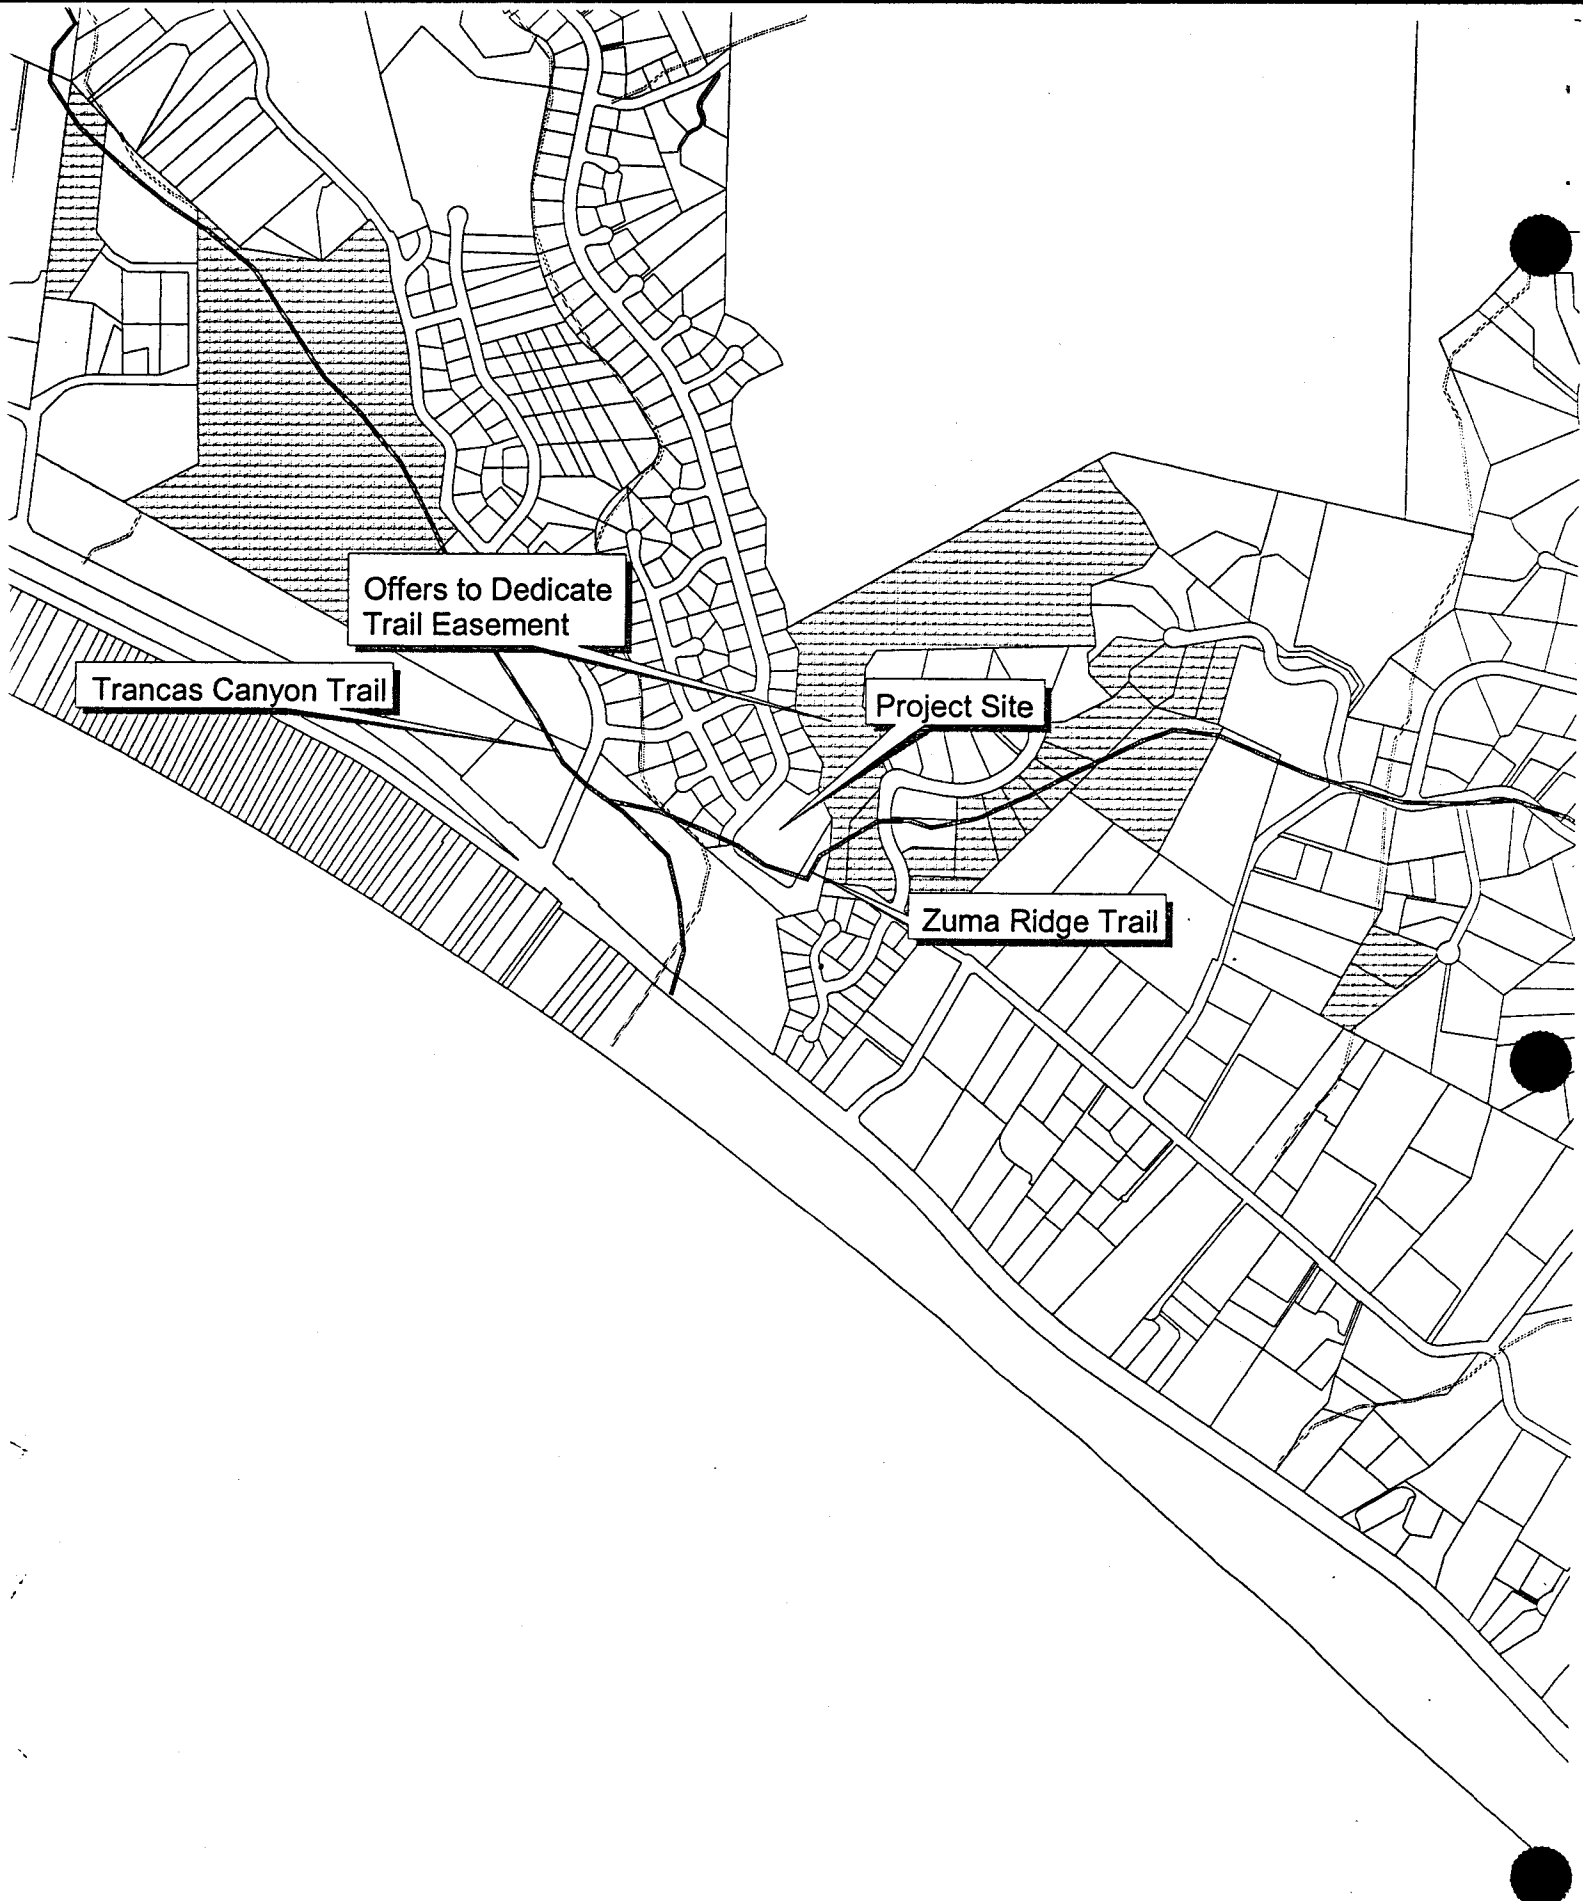 Offers to Dedicate
Trail Easement
Trancas Canyon Trail
Project Site
Zuma Ridge Trail